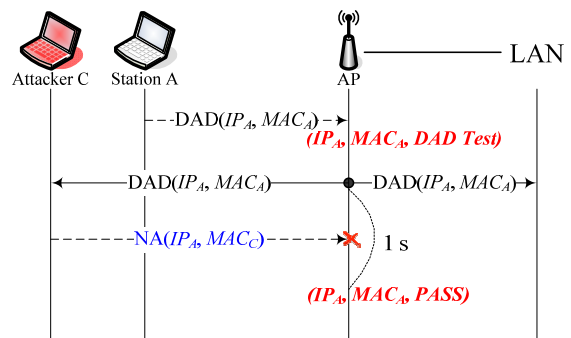 LAN
Attacker C Station A AP
DAD(IPA, MACA)
(IPA, MACA, DAD Test)
DAD(IPA, MACA) DAD(IPA, MACA)
NA(IPA, MACC) 1 s
(IPA, MACA, PASS)